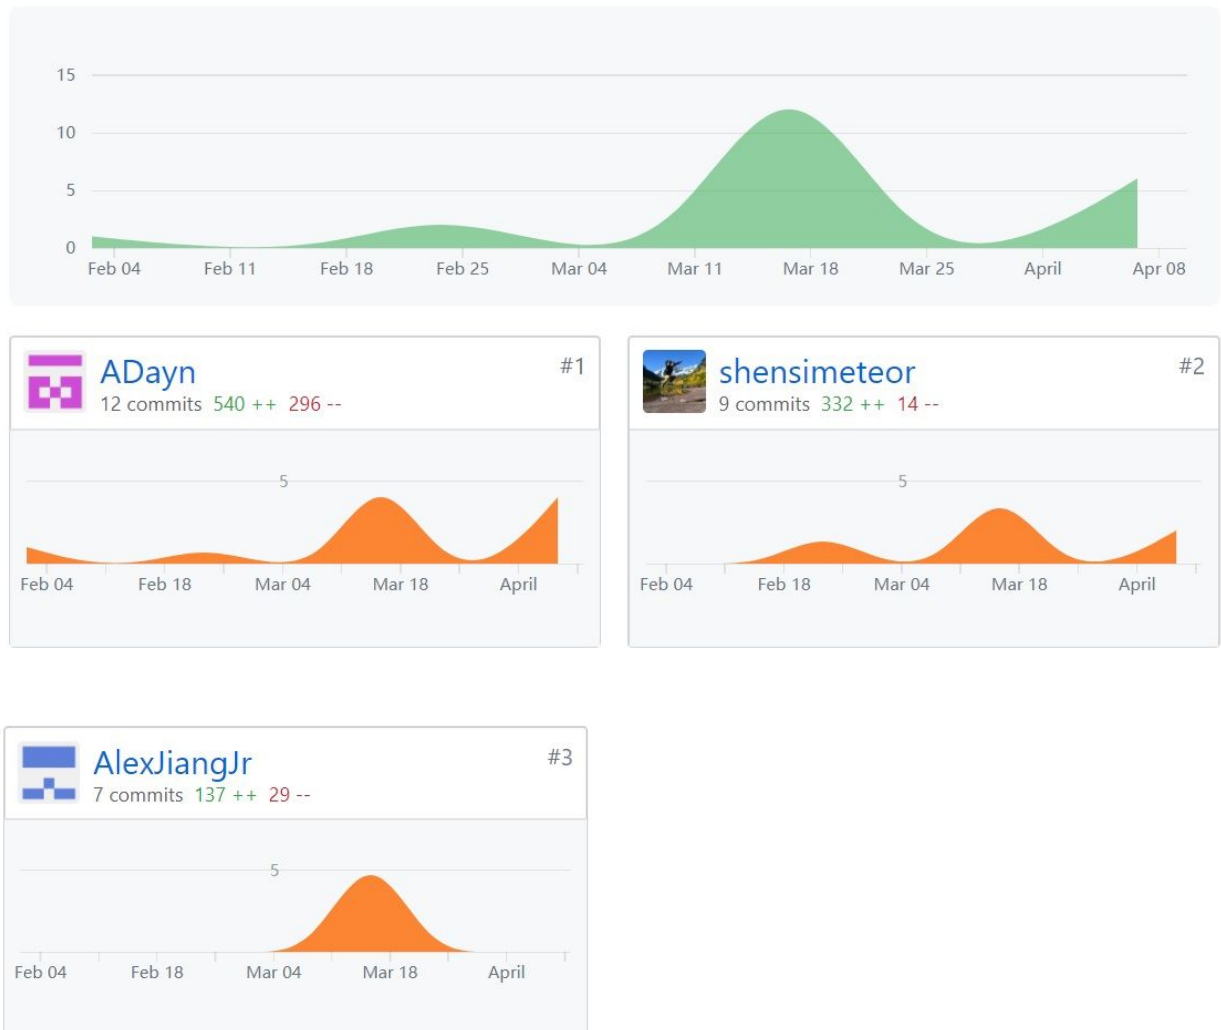 15
10
5
0
Feb 04 Feb 11 Feb 18 Feb 25 Mar 04 Mar 11 Mar 18 Mar 25 April Apr 08
ADayn #1
12 commits 540 ++ 296 --
5
Feb 04 Feb 18 Mar 04 Mar 18 April
shensimeteor #2
9 commits 332 ++ 14 --
5
Feb 04 Feb 18 Mar 04 Mar 18 April
AlexJiangJr #3
7 commits 137 ++ 29 --
5
Feb 04 Feb 18 Mar 04 Mar 18 April